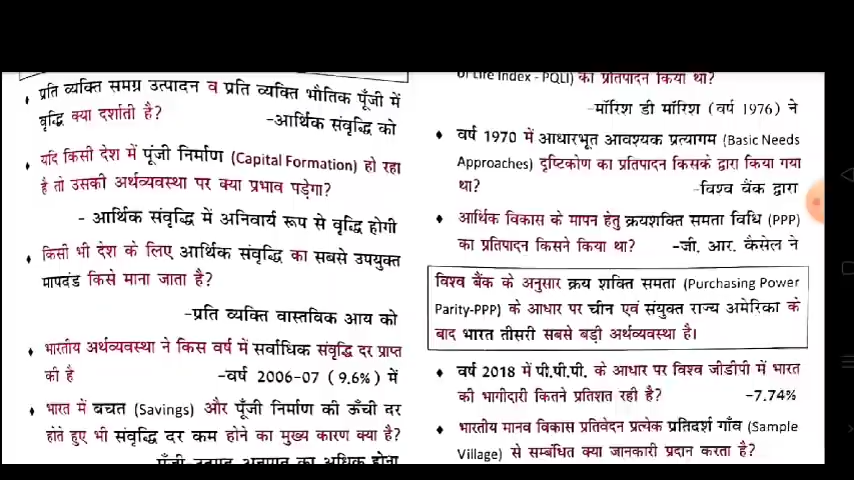 प्रति व्यक्ति समग्र उत्पादन व प्रति व्यक्ति भौतिक पूँजी में
वृद्धि क्या दर्शाती है?
-आर्थिक संवृद्धि को
यदि किसी देश में पूंजी निर्माण (Capital Formation) हो रहा
है तो उसकी अर्थव्यवस्था पर क्या प्रभाव पड़ेगा?
- आर्थिक संवृद्धि में अनिवार्य रूप से वृद्धि होगी
किसी भी देश के लिए आर्थिक संवृद्धि का सबसे उपयुक्त
मापदंड किसे माना जाता है?
-प्रति व्यक्ति वास्तविक आय को
भारतीय अर्थव्यवस्था ने किस वर्ष में सर्वाधिक संवृद्धि दर प्राप्त
की है
-वर्ष 2006-07 (9.6%) में
भारत में बचत (Savings) और पूँजी निर्माण की ऊँची दर
होते हुए भी संवृद्धि दर कम होने का मुख्य कारण क्या है?
पूँजी उत्पाद अनुपात का अधिक होना
of Life Index - PQLI) का प्रतिपादन किया था?
-मॉरिश डी मॉरिश (वर्ष 1976) ने
वर्ष 1970 में आधारभूत आवश्यक प्रत्यागम (Basic Needs
Approaches) दृष्टिकोण का प्रतिपादन किसके द्वारा किया गया
था?
-विश्व बैंक द्वारा
आर्थिक विकास के मापन हेतु क्रयशक्ति समता विधि (PPP)
का प्रतिपादन किसने किया था?
-जी. आर. कैसेल ने
विश्व बैंक के अनुसार क्रय शक्ति समता (Purchasing Power
Parity-PPP) के आधार पर चीन एवं संयुक्त राज्य अमेरिका के
बाद भारत तीसरी सबसे बड़ी अर्थव्यवस्था है।
वर्ष 2018 में पी.पी.पी. के आधार पर विश्व जीडीपी में भारत
की भागीदारी कितने प्रतिशत रही है?
-7.74%
भारतीय मानव विकास प्रतिवेदन प्रत्येक प्रतिदर्श गाँव (Sample
Village) से सम्बंधित क्या जानकारी प्रदान करता है?